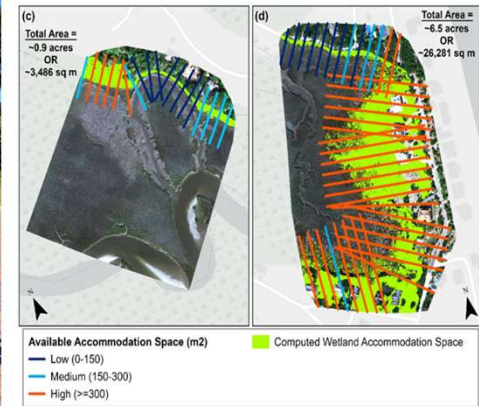 (c)
Total Area =
~0.9 acres
OR
~3,486 sq m
(d)
Total Area =
~6.5 acres
OR
~26,281 sq m
N
N
Available Accommodation Space (m2)
Low (0-150)
Medium (150-300)
High (>=300)
Computed Wetland Accommodation Space